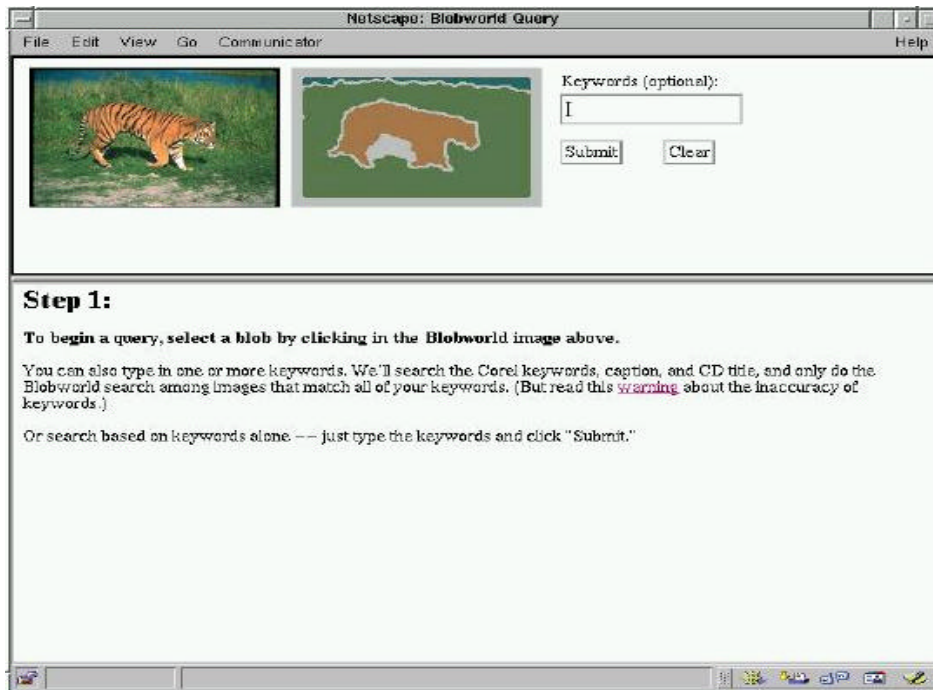 Netscape: Blobworld Query
File Edit View Go Communicator Help
Keywords (optional):
Submit Clear
Step 1:
To begin a query, select a blob by clicking in the Blobworld image above.
You can also type in one or more keywords. We'll search the Corel keywords, caption, and CD title, and only do the
Blobworld search among images that match all of your keywords. (But read this warning about the inaccuracy of
keywords.)
Or search based on keywords alone -- just type the keywords and click "Submit."